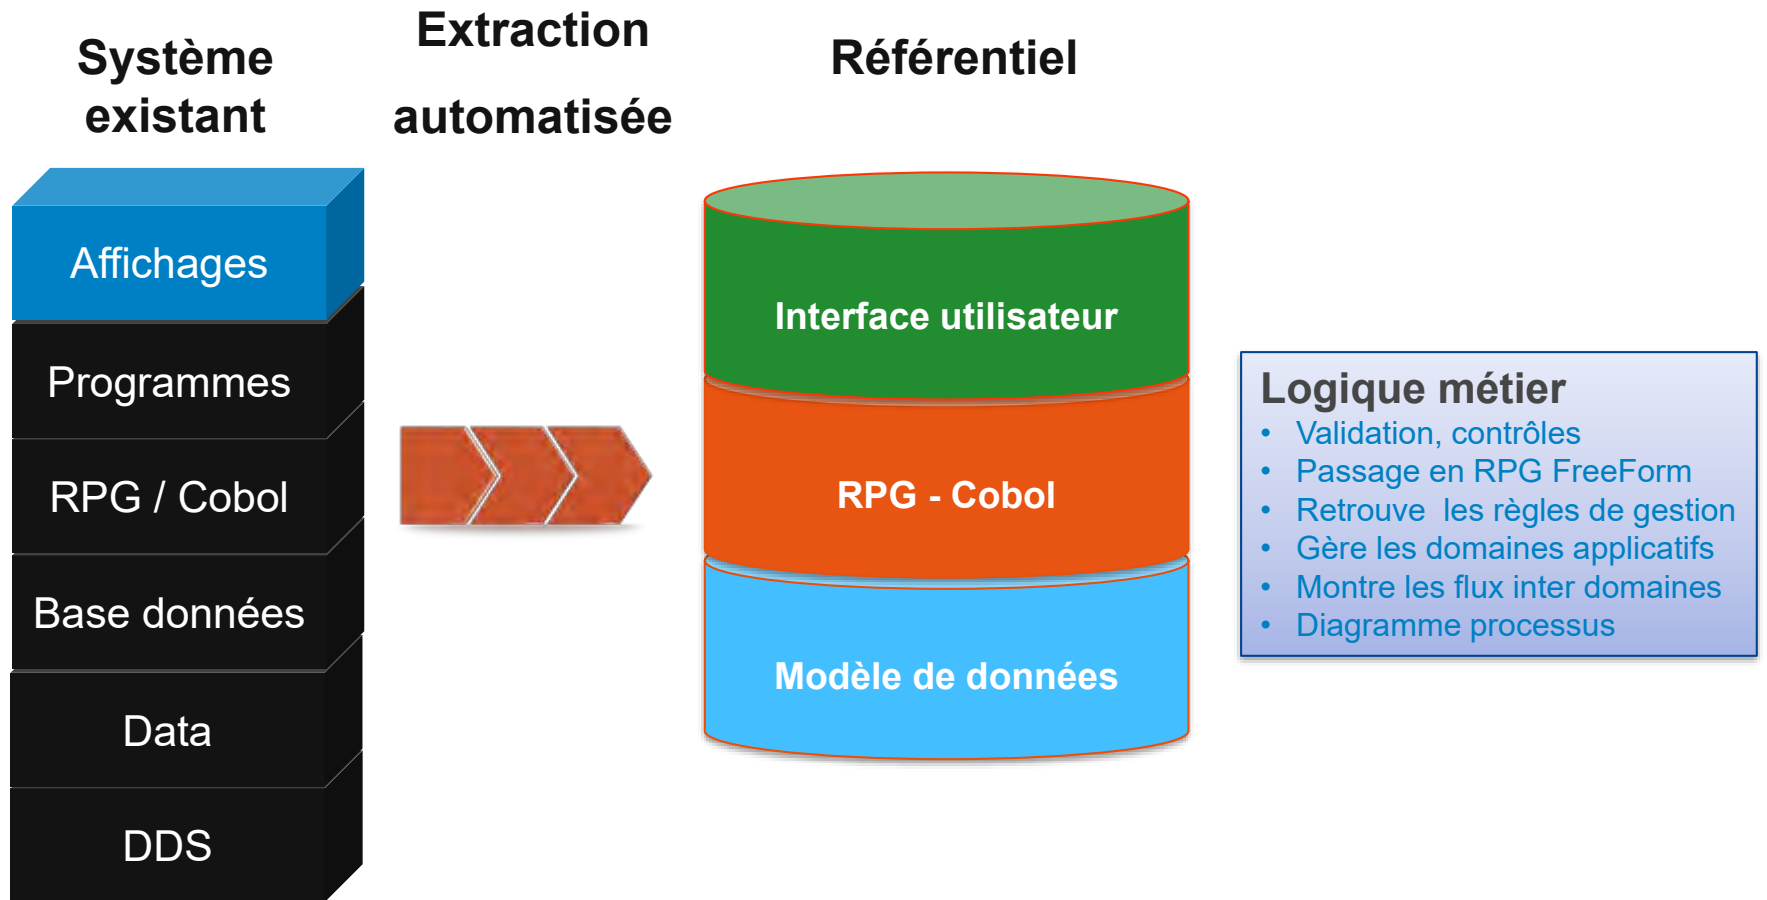 Système
existant
Extraction
automatisée
Référentiel
Affichages
Programmes
RPG / Cobol
Base données
Data
DDS
Interface utilisateur
RPG - Cobol
Modèle de données
Logique métier
• Validation, contrôles
• Passage en RPG FreeForm
• Retrouve  les règles de gestion
• Gère les domaines applicatifs
• Montre les flux inter domaines
• Diagramme processus